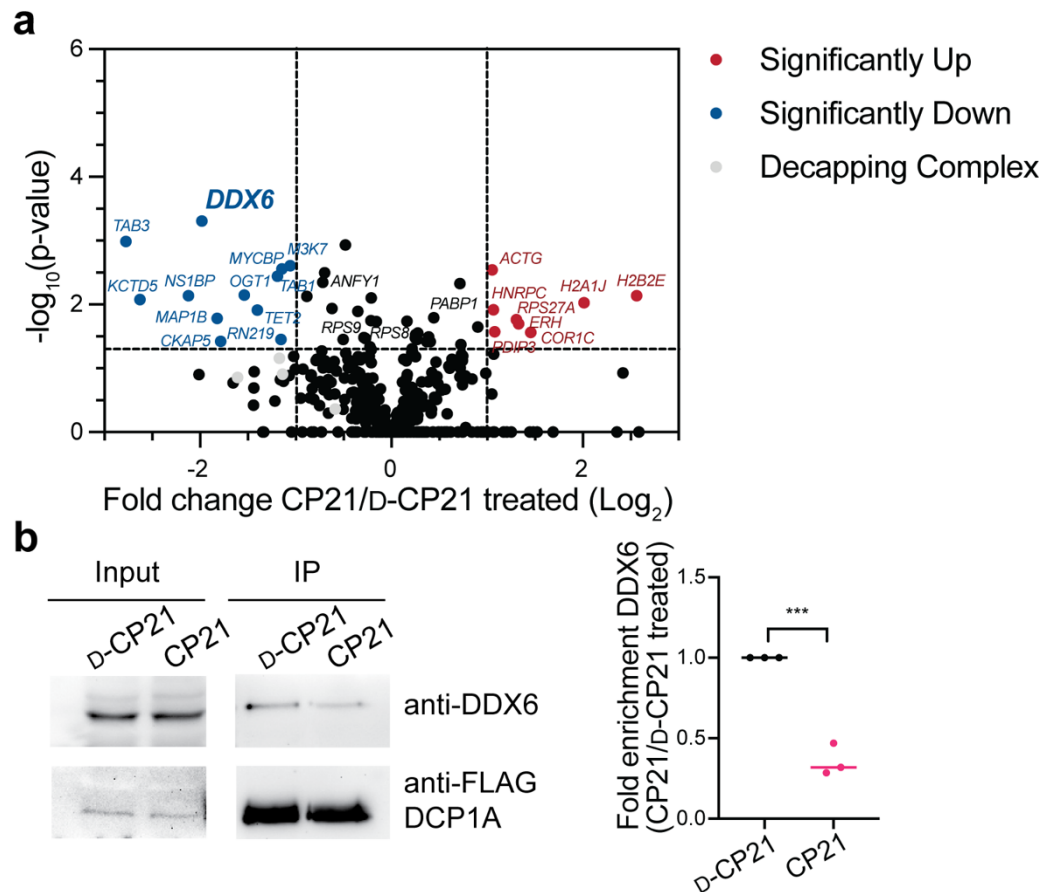 a
6
4
2
0
-log10(p-value)
-2
0
2
Fold change CP21/D-CP21 treated (Log2)
Significantly Up
Significantly Down
Decapping Complex
DDX6
TAB3
MYCBP
M3K7
KCTD5
NS1BP
OGT1
TAB1
ANFY1
MAP1B
TET2
CKAP5
RN219
RPS9
RPS8
PABP1
ACTG
HNRPC
H2A1J
H2B2E
RPS27A
ERH
PDIP3
COR1C
b
Input
IP
D-CP21
CP21
D-CP21
CP21
anti-DDX6
anti-FLAG
DCP1A
Fold enrichment DDX6
(CP21/D-CP21 treated)
1.5
1.0
0.5
0.0
***
D-CP21
CP21